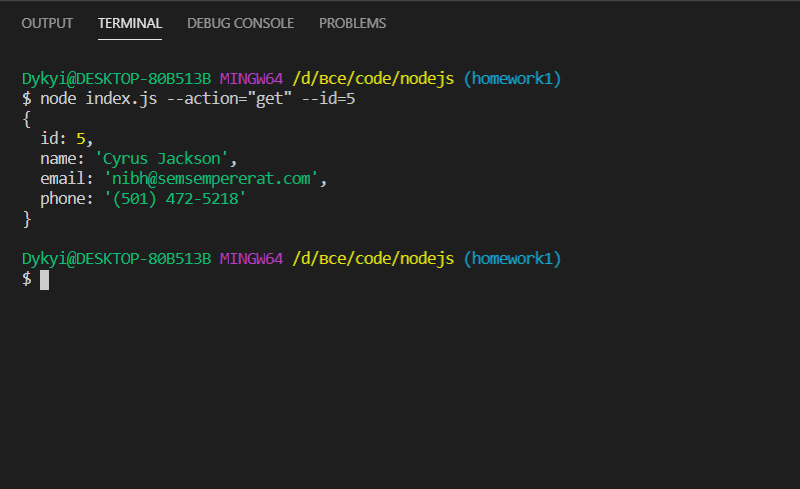 OUTPUT TERMINAL DEBUG CONSOLE PROBLEMS
Dykyi@DESKTOP-80B513B MINGW64 /d/все/code/nodejs (homework1)
$ node index.js --action="get" --id=5
{
  id: 5,
  name: 'Cyrus Jackson',
  email: 'nibh@semsempererat.com',
  phone: '(501) 472-5218'
}
Dykyi@DESKTOP-80B513B MINGW64 /d/все/code/nodejs (homework1)
$